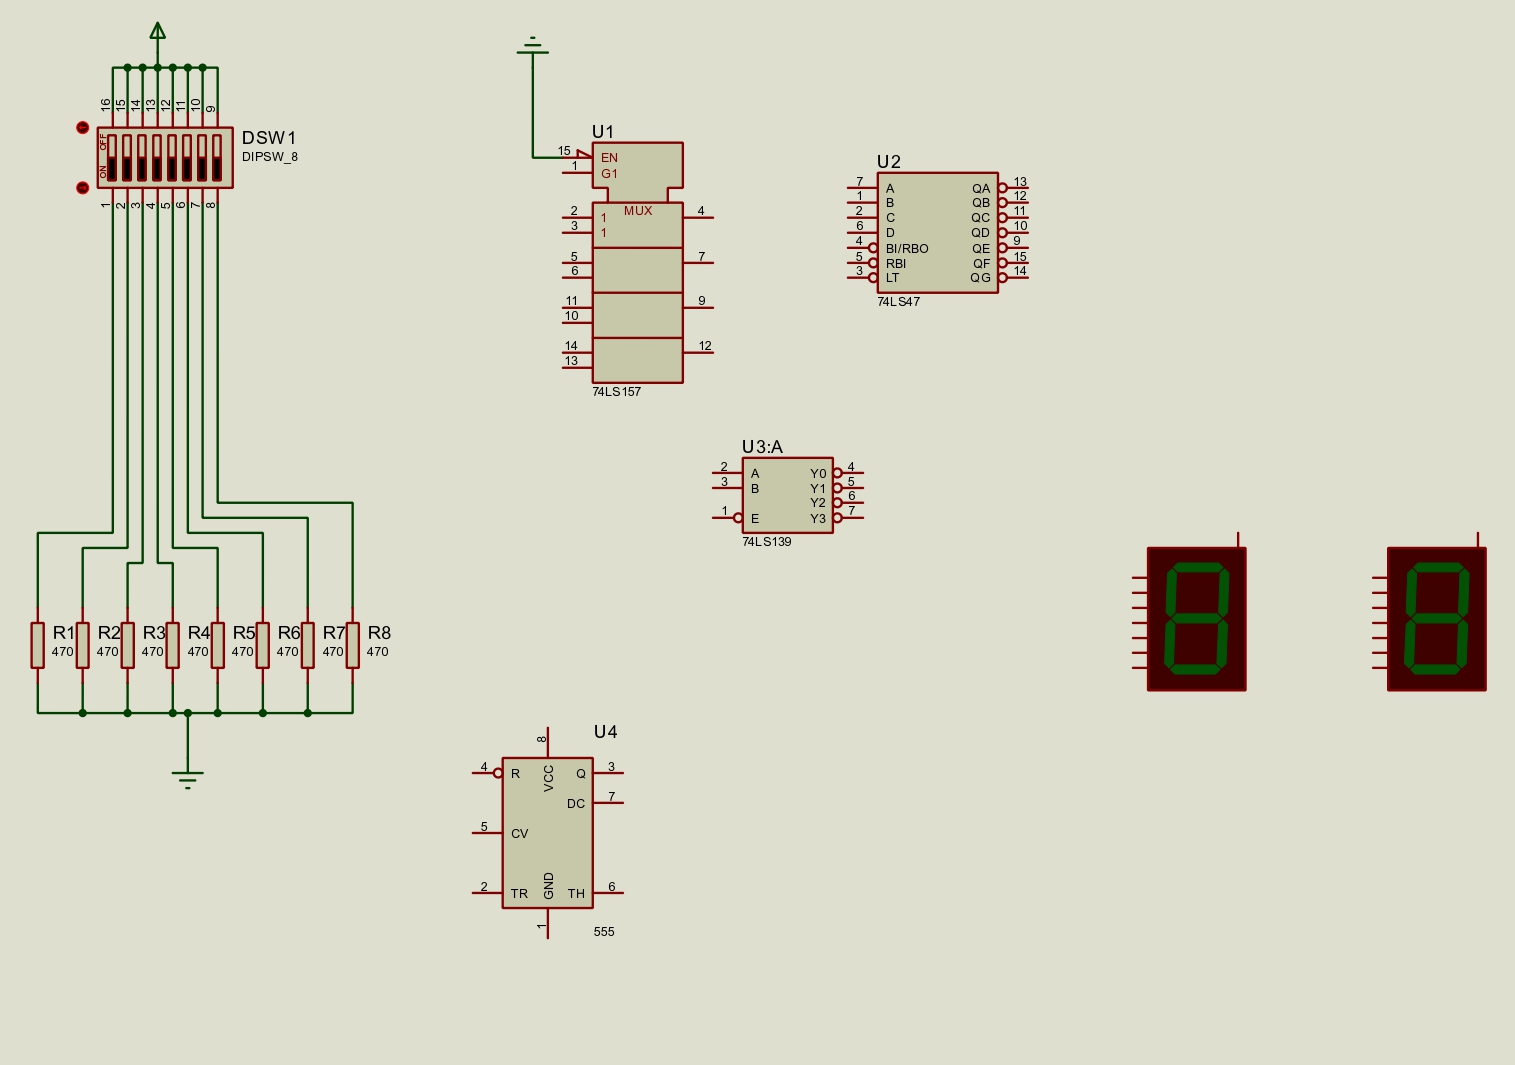 16 15 14 13 12 11 10 9
OFF
ON
DSW1
DIPSW_8
1 2 3 4 5 6 7 8
R1
470
R2
470
R3
470
R4
470
R5
470
R6
470
R7
470
R8
470
U1
15 EN
1 G1
MUX
2 1 4
3 1
5 7
6
11 9
10
14 12
13
74LS157
U2
7 A QA 13
1 B QB 12
2 C QC 11
6 D QD 10
4 BI/RBO QE 9
5 RBI QF 15
3 LT QG 14
74LS47
U3:A
2 A Y0 4
3 B Y1 5
Y2 6
1 E Y3 7
74LS139
U4
8
VCC
4 R Q 3
DC 7
5 CV
2 TR TH 6
GND
1
555